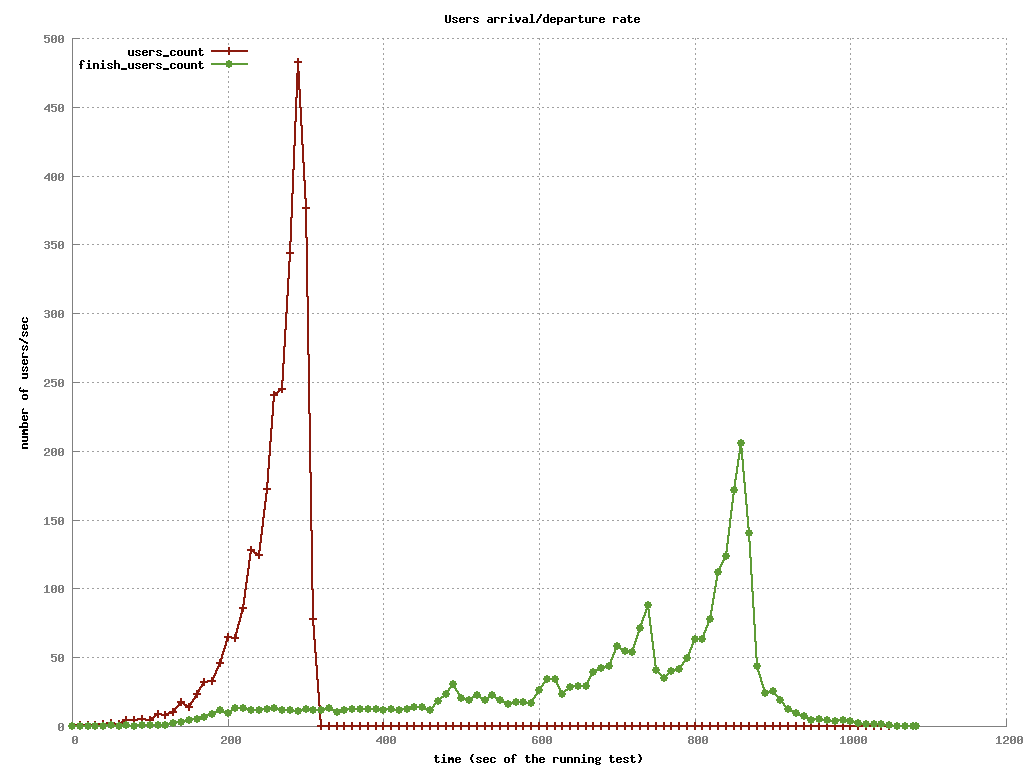 Users arrival/departure rate
users_count
finish_users_count
500
450
400
350
300
250
200
150
100
50
0
number of users/sec
0 200 400 600 800 1000 1200
time (sec of the running test)